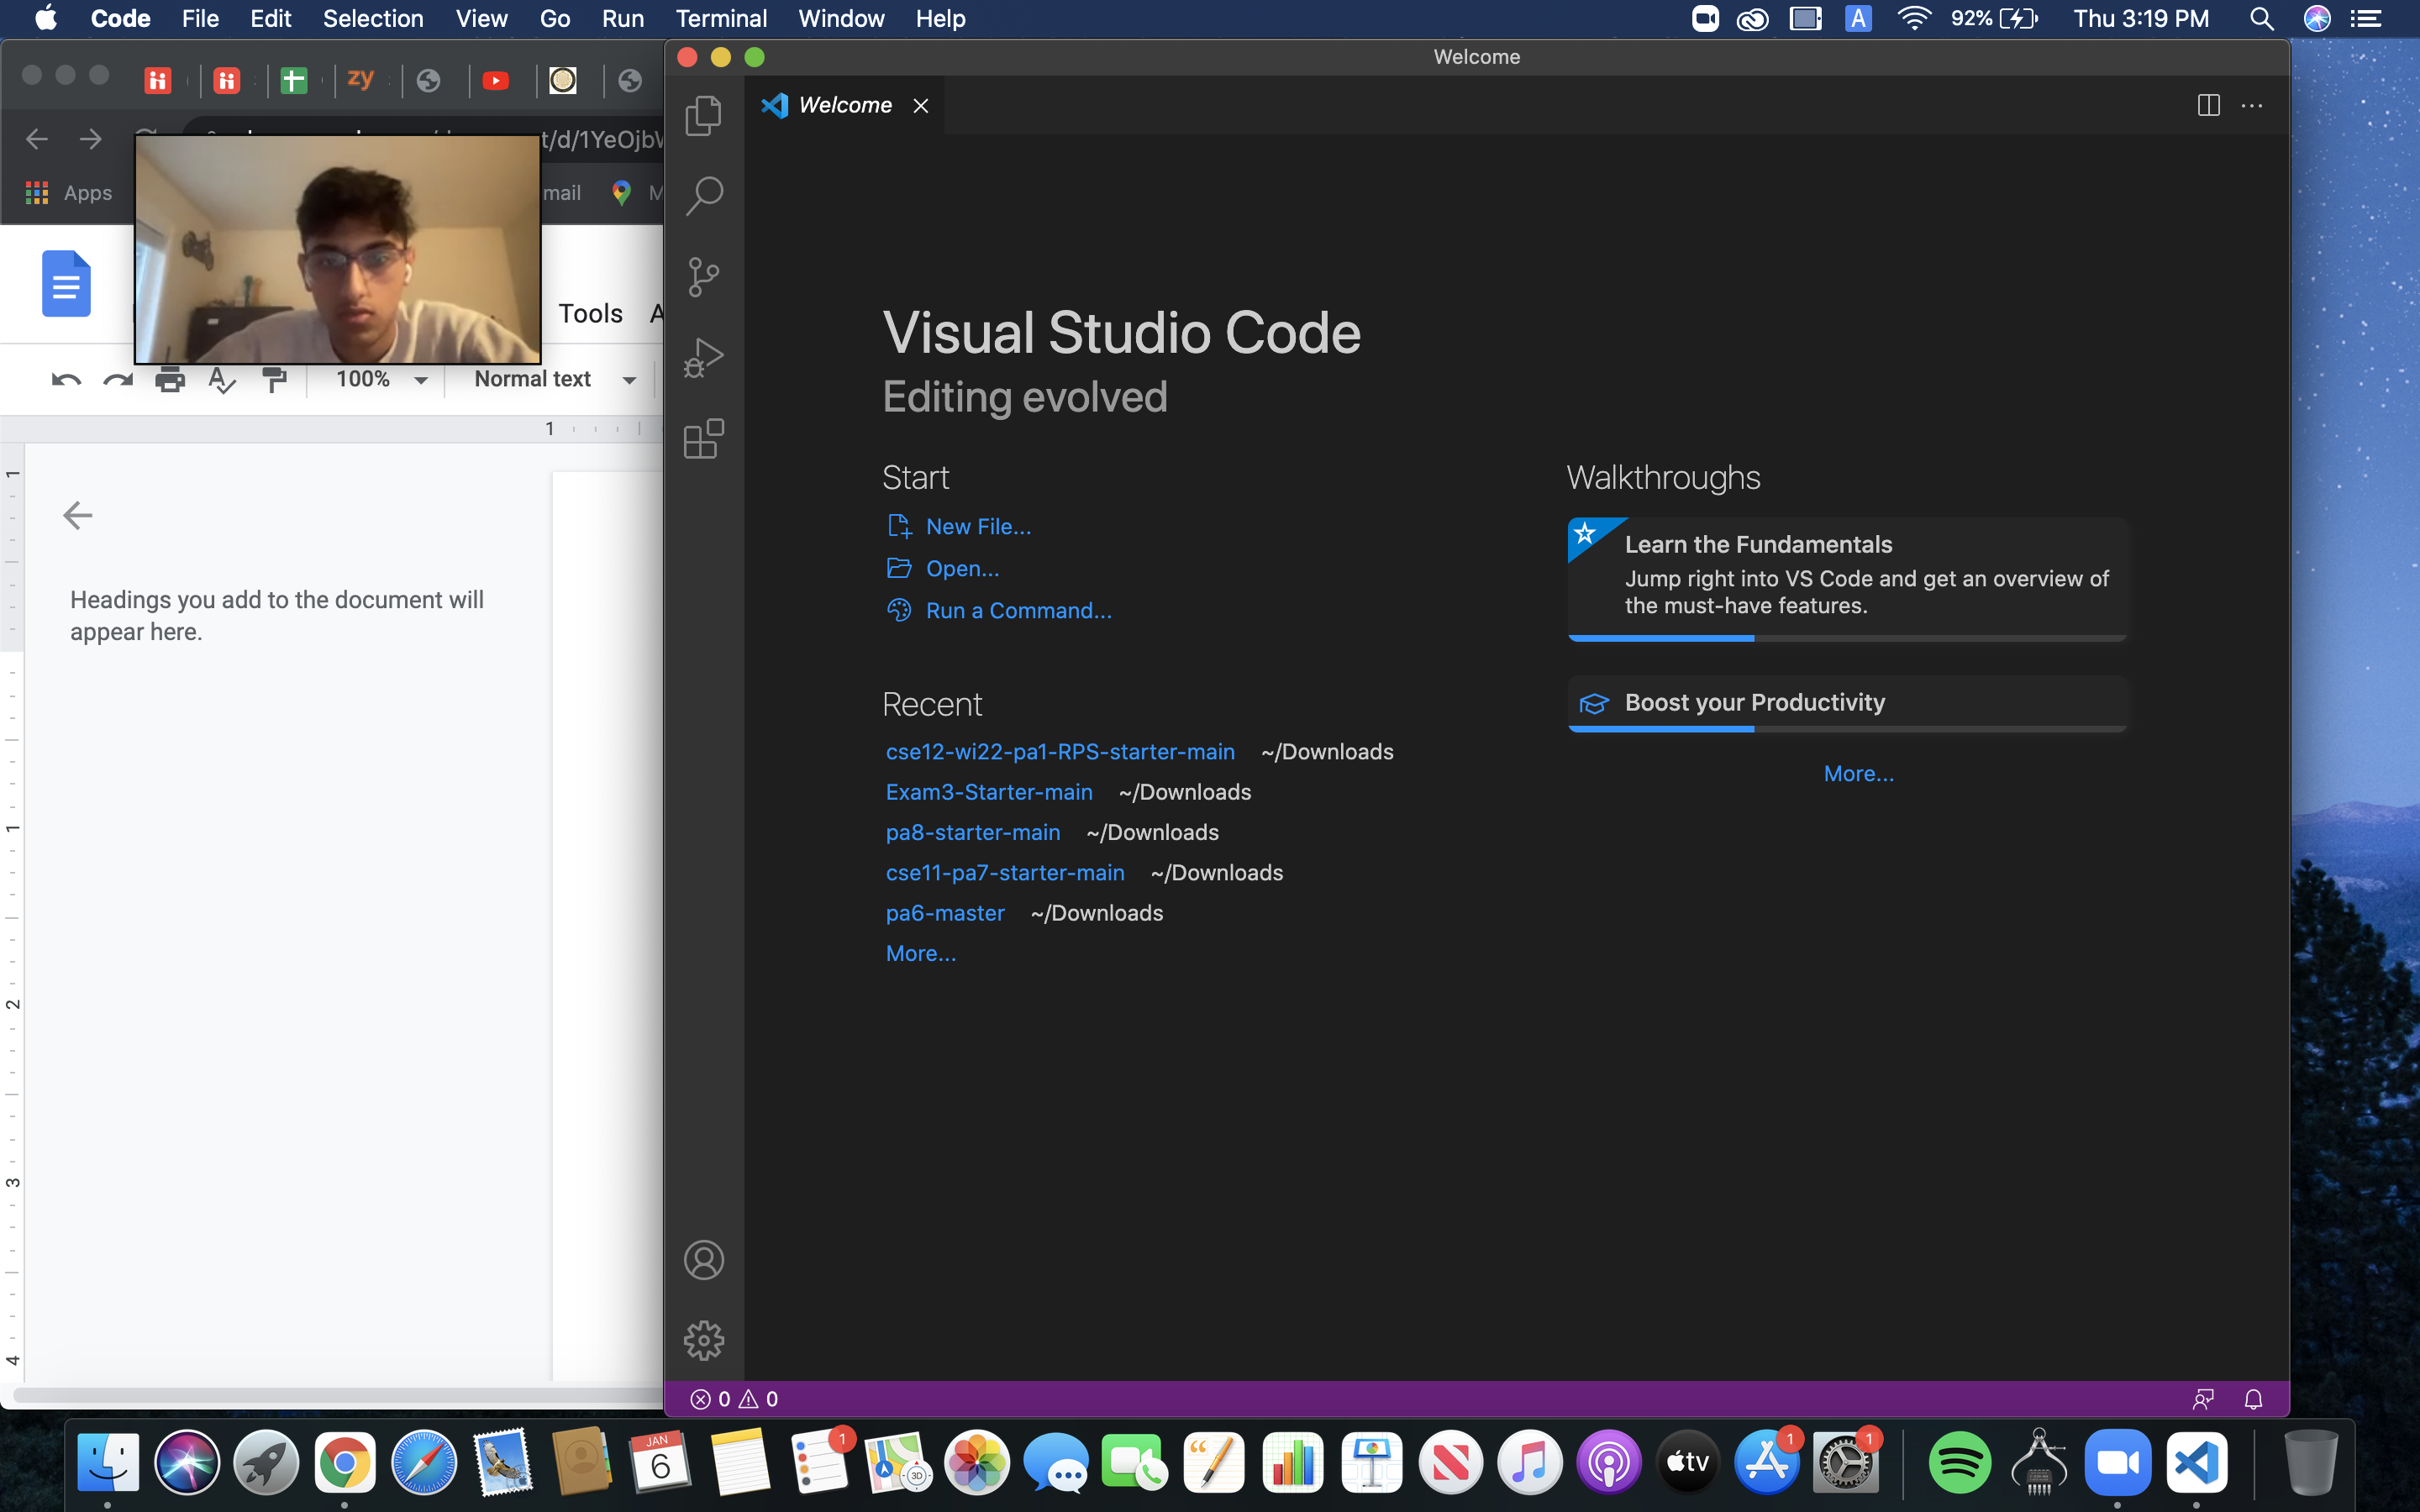 Code File Edit Selection View Go Run Terminal Window Help
A 92% Thu 3:19 PM
zy
t/d/1YeOjbW
Apps
mail M
Tools A
100% Normal text
1
1
1
2
3
4
Headings you add to the document will
appear here.
Welcome
Welcome
Visual Studio Code
Editing evolved
Start
New File...
Open...
Run a Command...
Recent
cse12-wi22-pa1-RPS-starter-main ~/Downloads
Exam3-Starter-main ~/Downloads
pa8-starter-main ~/Downloads
cse11-pa7-starter-main ~/Downloads
pa6-master ~/Downloads
More...
Walkthroughs
Learn the Fundamentals
Jump right into VS Code and get an overview of
the must-have features.
Boost your Productivity
More...
0 0
JAN
6
1
3D
tv
1
1